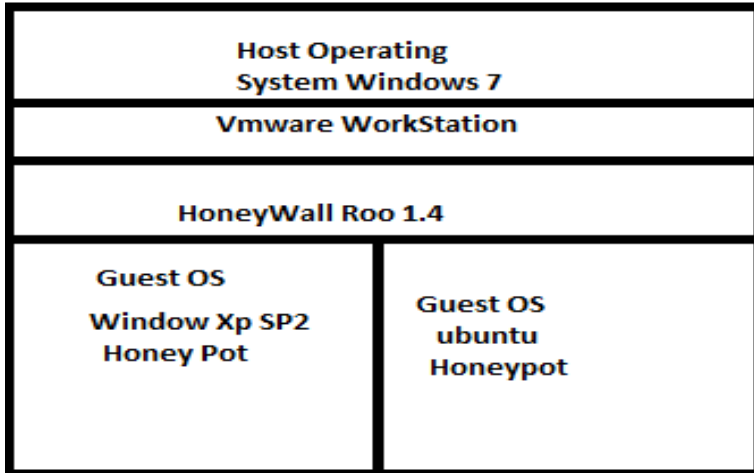 Host Operating
System Windows 7
Vmware WorkStation
HoneyWall Roo 1.4
Guest OS
Window Xp SP2
Honey Pot
Guest OS
ubuntu
Honeypot